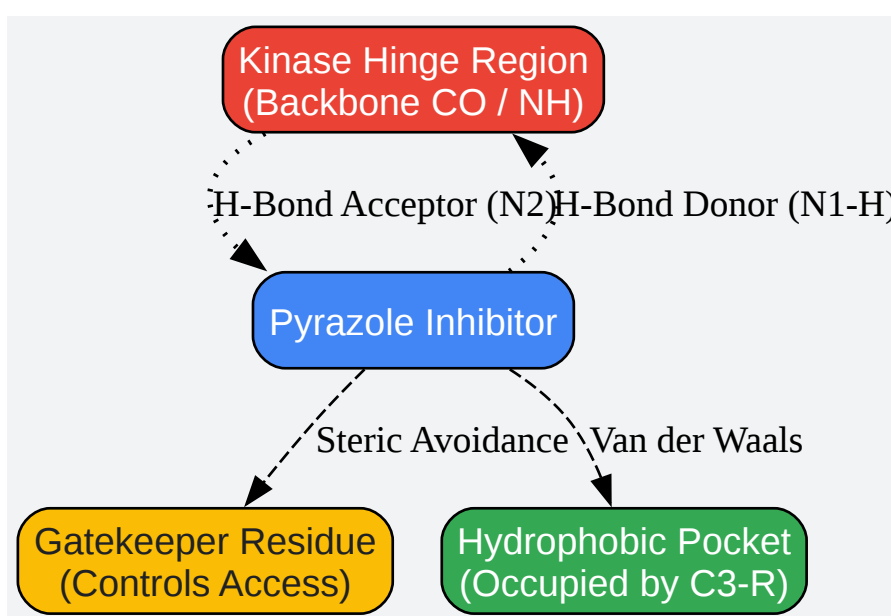 Kinase Hinge Region
(Backbone CO / NH)
H-Bond Acceptor (N2)
H-Bond Donor (N1-H)
Pyrazole Inhibitor
Steric Avoidance
Van der Waals
Gatekeeper Residue
(Controls Access)
Hydrophobic Pocket
(Occupied by C3-R)